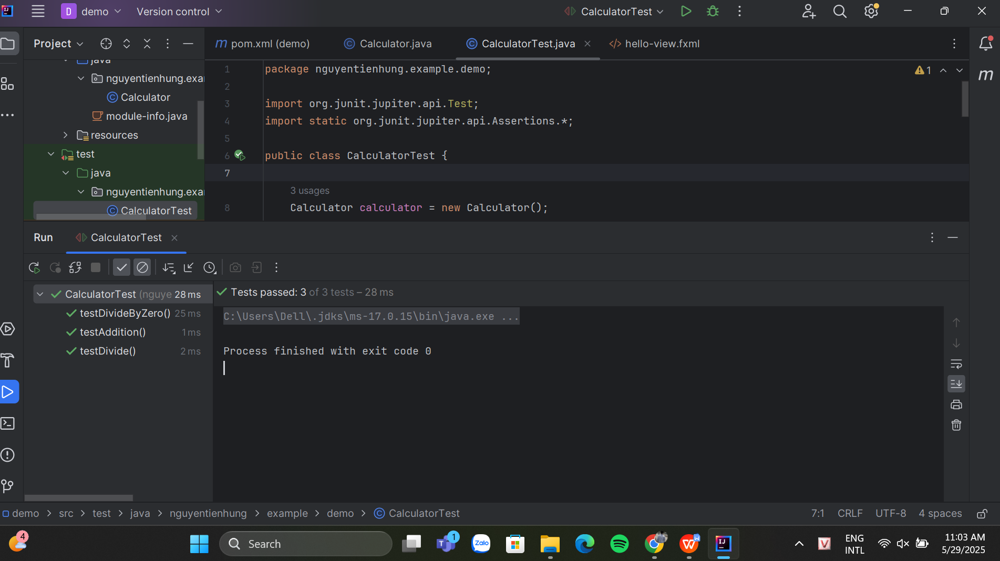 D demo Version control CalculatorTest
Project
m pom.xml (demo) Calculator.java CalculatorTest.java hello-view.fxml
java
nguyentienhung.exa
Calculator
module-info.java
resources
test
java
nguyentienhung.exa
CalculatorTest
1 package nguyentienhung.example.demo;
2
3 import org.junit.jupiter.api.Test;
4 import static org.junit.jupiter.api.Assertions.*;
5
6 public class CalculatorTest {
7
3 usages
8 Calculator calculator = new Calculator();
1
m
Run CalculatorTest
CalculatorTest (nguye 28 ms
testDivideByZero() 25 ms
testAddition() 1 ms
testDivide() 2 ms
Tests passed: 3 of 3 tests – 28 ms
C:\Users\Dell\.jdks\ms-17.0.15\bin\java.exe ...
Process finished with exit code 0
demo > src > test > java > nguyentienhung > example > demo > CalculatorTest
7:1 CRLF UTF-8 4 spaces
4
Search
T 1
Zalo
W
IJ
V
ENG
INTL
11:03 AM
5/29/2025